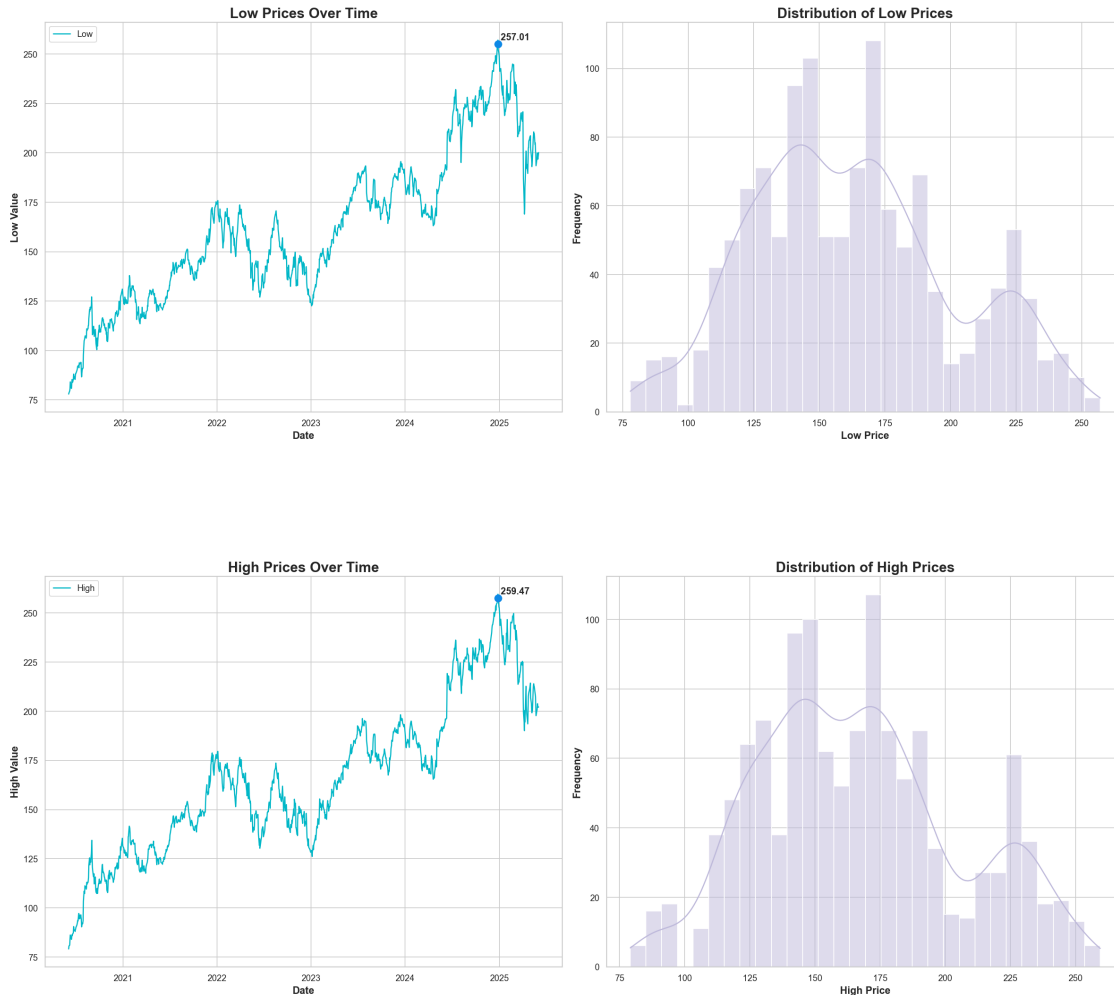 Low Prices Over Time
Low
257.01
250
225
200
175
150
125
100
75
Low Value
2021 2022 2023 2024 2025
Date
Distribution of Low Prices
100
80
60
40
20
0
Frequency
75 100 125 150 175 200 225 250
Low Price
High Prices Over Time
High
259.47
250
225
200
175
150
125
100
75
High Value
2021 2022 2023 2024 2025
Date
Distribution of High Prices
100
80
60
40
20
0
Frequency
75 100 125 150 175 200 225 250
High Price